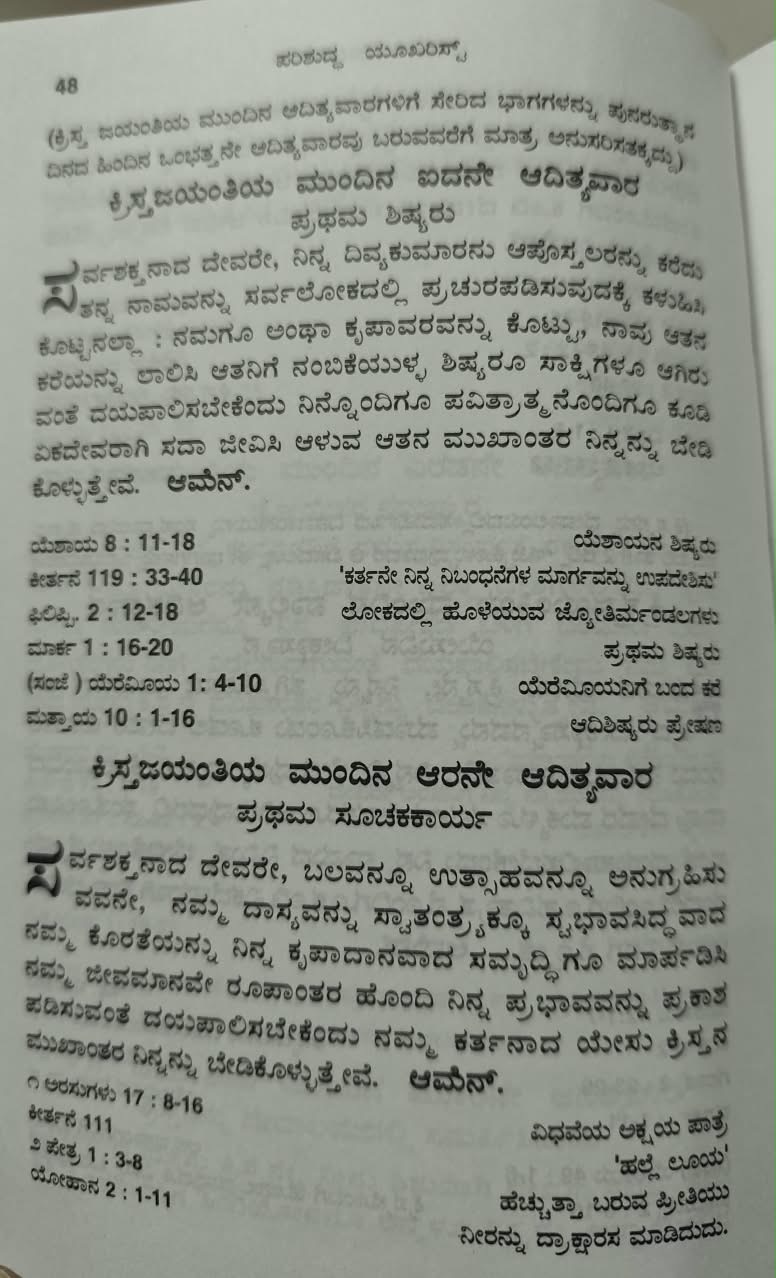 48
ಪರಿಶುದ್ಧ ಯೂಖರಿಸ್ಟ್
(ಕ್ರಿಸ್ತ ಜಯಂತಿಯ ಮುಂದಿನ ಆದಿತ್ಯವಾರಗಳಿಗೆ ಸೇರಿದ ಭಾಗಗಳನ್ನು ಪುನರುತ್ಥಾನ
ದಿನದ ಹಿಂದಿನ ಒಂಭತ್ತನೇ ಆದಿತ್ಯವಾರವು ಬರುವವರೆಗೆ ಮಾತ್ರ ಅನುಸರಿಸತಕ್ಕದ್ದು)
ಕ್ರಿಸ್ತಜಯಂತಿಯ ಮುಂದಿನ ಐದನೇ ಆದಿತ್ಯವಾರ
ಪ್ರಥಮ ಶಿಷ್ಯರು
ಸರ್ವಶಕ್ತನಾದ ದೇವರೇ, ನಿನ್ನ ದಿವ್ಯಕುಮಾರನು ಆಪೊಸ್ತಲರನ್ನು ಕರೆದು
ತನ್ನ ನಾಮವನ್ನು ಸರ್ವಲೋಕದಲ್ಲಿ ಪ್ರಚುರಪಡಿಸುವುದಕ್ಕೆ ಕಳುಹಿಸಿ
ಕೊಟ್ಟನಲ್ಲಾ : ನಮಗೂ ಅಂಥಾ ಕೃಪಾವರವನ್ನು ಕೊಟ್ಟು, ನಾವು ಆತನ
ಕರೆಯನ್ನು ಲಾಲಿಸಿ ಆತನಿಗೆ ನಂಬಿಕೆಯುಳ್ಳ ಶಿಷ್ಯರೂ ಸಾಕ್ಷಿಗಳೂ ಆಗಿರು
ವಂತೆ ದಯಪಾಲಿಸಬೇಕೆಂದು ನಿನ್ನೊಂದಿಗೂ ಪವಿತ್ರಾತ್ಮನೊಂದಿಗೂ ಕೂಡಿ
ಏಕದೇವರಾಗಿ ಸದಾ ಜೀವಿಸಿ ಆಳುವ ಆತನ ಮುಖಾಂತರ ನಿನ್ನನ್ನು ಬೇಡಿ
ಕೊಳ್ಳುತ್ತೇವೆ. ಆಮೆನ್.
ಯೆಶಾಯ 8 : 11-18 ಯೆಶಾಯನ ಶಿಷ್ಯರು
ಕೀರ್ತನೆ 119 : 33-40 'ಕರ್ತನೇ ನಿನ್ನ ನಿಬಂಧನೆಗಳ ಮಾರ್ಗವನ್ನು ಉಪದೇಶಿಸು'
ಫಿಲಿಪ್ಪಿ. 2 : 12-18 ಲೋಕದಲ್ಲಿ ಹೊಳೆಯುವ ಜ್ಯೋತಿರ್ಮಂಡಲಗಳು
ಮಾರ್ಕ 1 : 16-20 ಪ್ರಥಮ ಶಿಷ್ಯರು
(ಸಂಜೆ ) ಯೆರೆಮೀಯ 1: 4-10 ಯೆರೆಮೀಯನಿಗೆ ಬಂದ ಕರೆ
ಮತ್ತಾಯ 10 : 1-16 ಆದಿಶಿಷ್ಯರು ಪ್ರೇಷಣ
ಕ್ರಿಸ್ತಜಯಂತಿಯ ಮುಂದಿನ ಆರನೇ ಆದಿತ್ಯವಾರ
ಪ್ರಥಮ ಸೂಚಕಕಾರ್ಯ
ಸರ್ವಶಕ್ತನಾದ ದೇವರೇ, ಬಲವನ್ನೂ ಉತ್ಸಾಹವನ್ನೂ ಅನುಗ್ರಹಿಸು
ವವನೇ, ನಮ್ಮ ದಾಸ್ಯವನ್ನು ಸ್ವಾತಂತ್ರ್ಯಕ್ಕೂ ಸ್ವಭಾವಸಿದ್ಧವಾದ
ನಮ್ಮ ಕೊರತೆಯನ್ನು ನಿನ್ನ ಕೃಪಾದಾನವಾದ ಸಮೃದ್ಧಿಗೂ ಮಾರ್ಪಡಿಸಿ
ನಮ್ಮ ಜೀವಮಾನವೇ ರೂಪಾಂತರ ಹೊಂದಿ ನಿನ್ನ ಪ್ರಭಾವವನ್ನು ಪ್ರಕಾಶ
ಪಡಿಸುವಂತೆ ದಯಪಾಲಿಸಬೇಕೆಂದು ನಮ್ಮ ಕರ್ತನಾದ ಯೇಸು ಕ್ರಿಸ್ತನ
ಮುಖಾಂತರ ನಿನ್ನನ್ನು ಬೇಡಿಕೊಳ್ಳುತ್ತೇವೆ. ಆಮೆನ್.
೧ ಅರಸುಗಳು 17 : 8-16 ವಿಧವೆಯ ಅಕ್ಷಯ ಪಾತ್ರ
ಕೀರ್ತನೆ 111 'ಹಲ್ಲೆ ಲೂಯ'
೨ ಪೇತ್ರ 1 : 3-8 ಹೆಚ್ಚುತ್ತಾ ಬರುವ ಪ್ರೀತಿಯು
ಯೋಹಾನ 2 : 1-11 ನೀರನ್ನು ದ್ರಾಕ್ಷಾರಸ ಮಾಡಿದುದು.